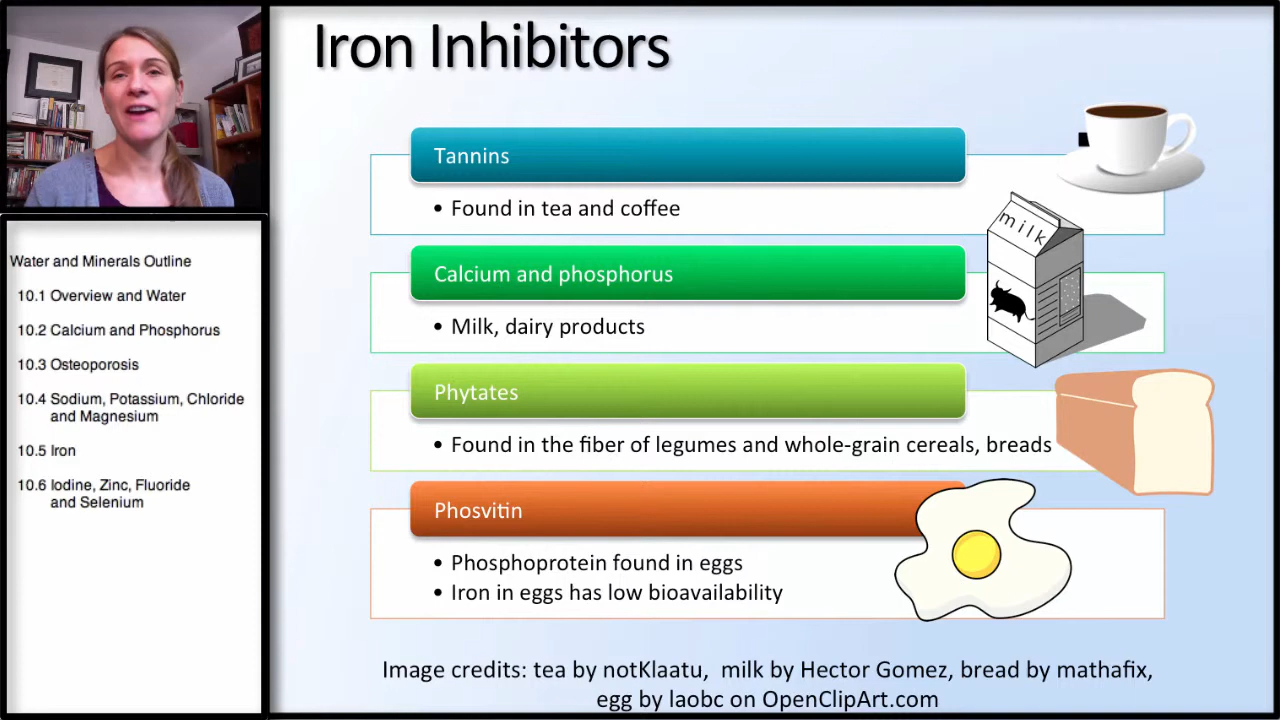 Iron Inhibitors
Tannins
• Found in tea and coffee
Calcium and phosphorus
• Milk, dairy products
milk
Phytates
• Found in the fiber of legumes and whole-grain cereals, breads
Phosvitin
• Phosphoprotein found in eggs
• Iron in eggs has low bioavailability
Image credits: tea by notKlaatu, milk by Hector Gomez, bread by mathafix,
egg by laobc on OpenClipArt.com
Water and Minerals Outline
10.1 Overview and Water
10.2 Calcium and Phosphorus
10.3 Osteoporosis
10.4 Sodium, Potassium, Chloride
and Magnesium
10.5 Iron
10.6 Iodine, Zinc, Fluoride
and Selenium